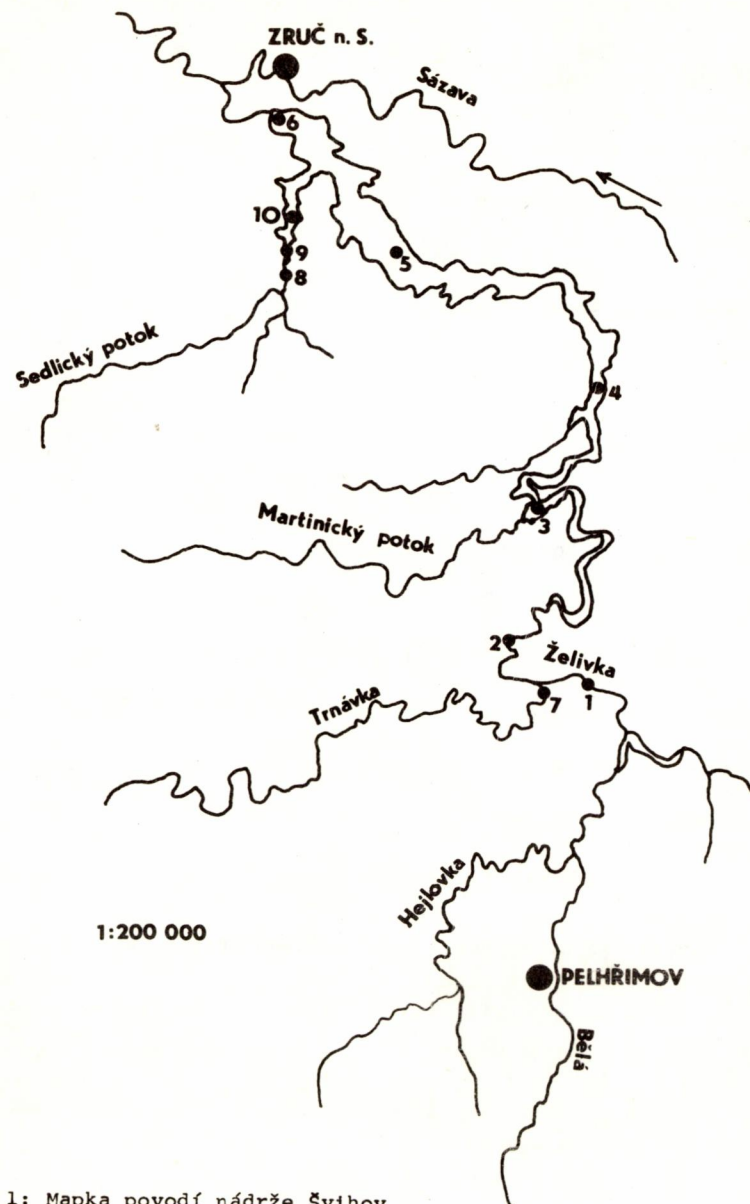 ZRUČ n. S.
Sázava
6
10
9
8
5
Sedlický potok
4
Martinický potok
3
2
Želivka
Trnávka
7
1
Hejlovka
1:200 000
PELHŘIMOV
Bělá
1: Mapka povodí nádrže Švihov